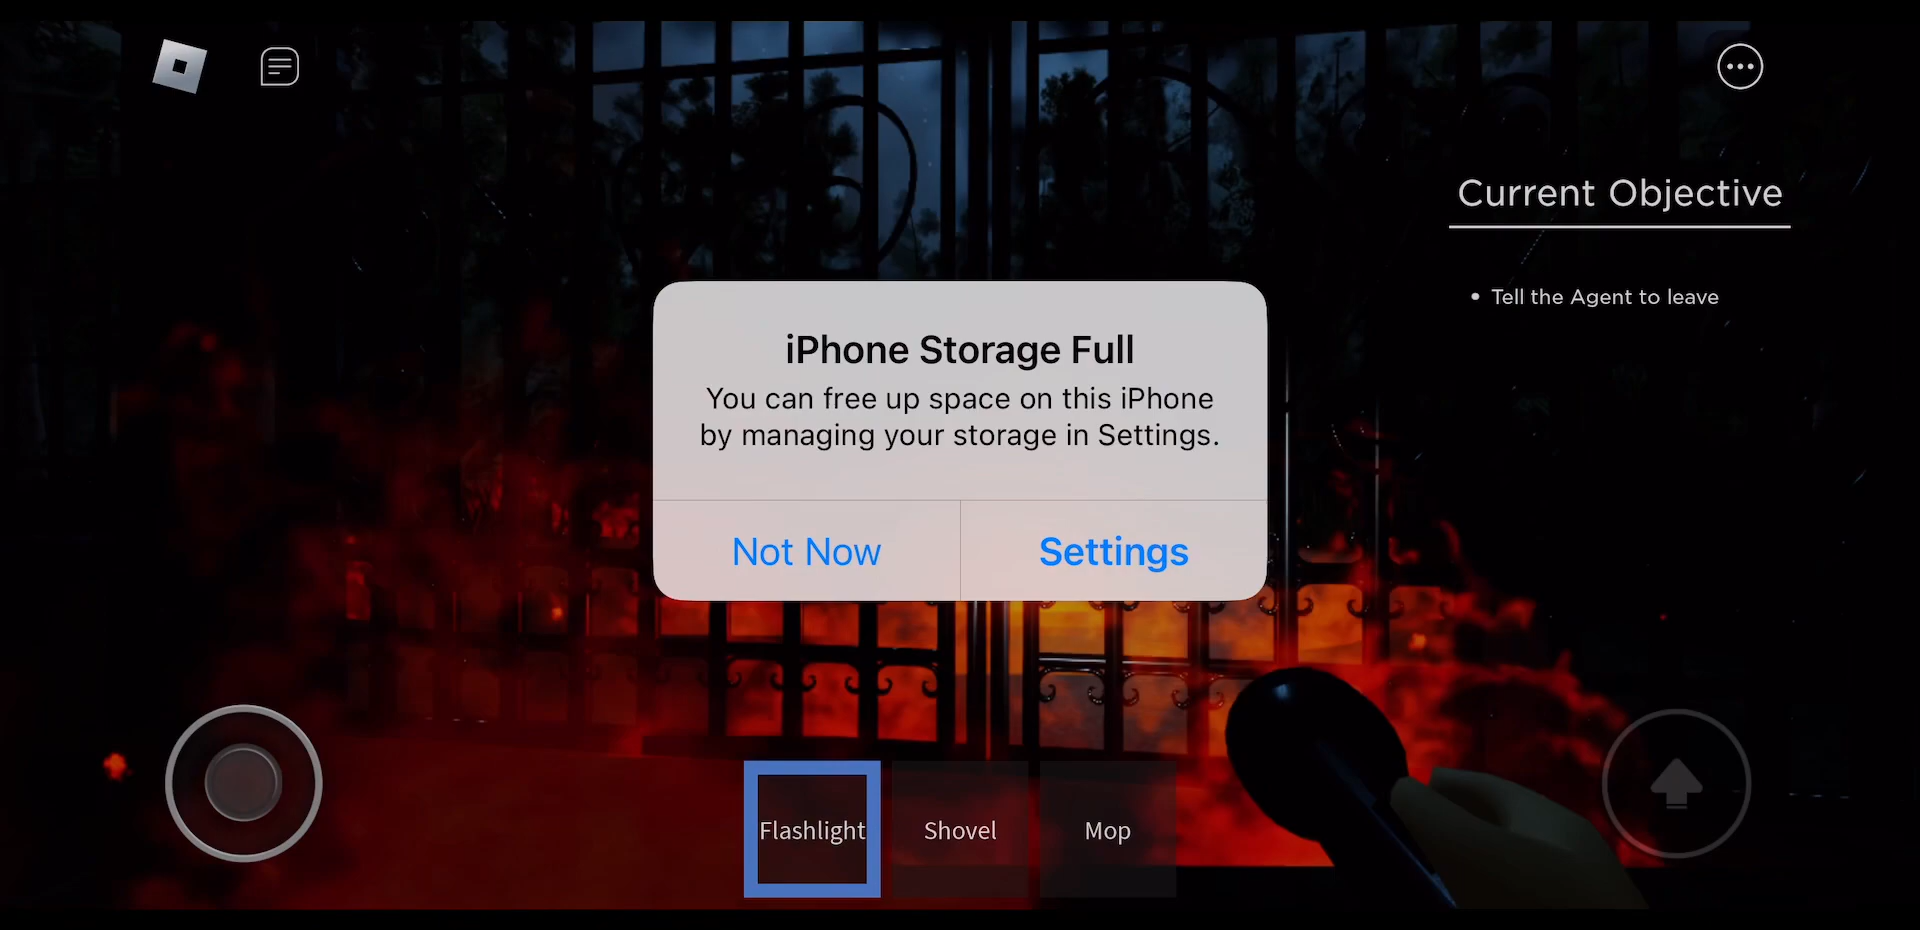 Current Objective
• Tell the Agent to leave
iPhone Storage Full
You can free up space on this iPhone
by managing your storage in Settings.
Not Now
Settings
Flashlight
Shovel
Mop